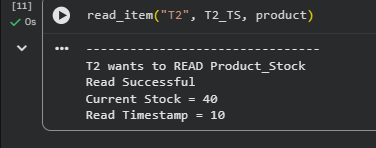 [11]
0s
read_item("T2", T2_TS, product)
--------------------------------
T2 wants to READ Product_Stock
Read Successful
Current Stock = 40
Read Timestamp = 10